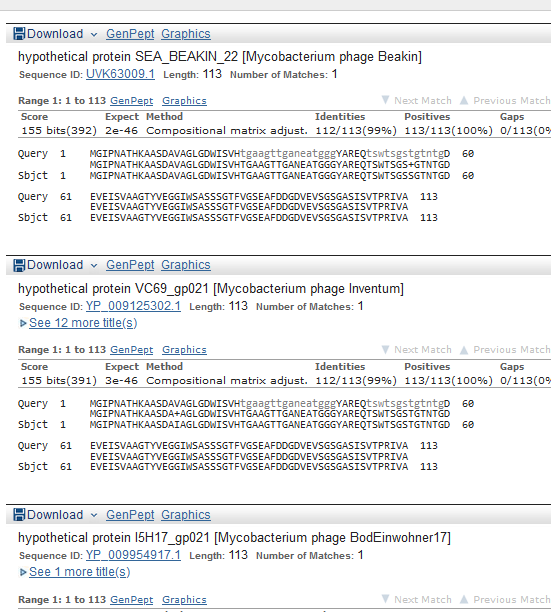 Download GenPept Graphics
hypothetical protein SEA_BEAKIN_22 [Mycobacterium phage Beakin]
Sequence ID: UVK63009.1 Length: 113 Number of Matches: 1
Range 1: 1 to 113 GenPept Graphics Next Match Previous Match
Score Expect Method Identities Positives Gaps
155 bits(392) 2e-46 Compositional matrix adjust. 112/113(99%) 113/113(100%) 0/113(0%
Query 1 MGIPNATHKAASDAVAGLGDWISVHtgaagttganeatgggYAREQtswtsgstgtntgD 60
MGIPNATHKAASDAVAGLGDWISVHTGAAGTTGANEATGGGYAREQTSWTSGS+GTNTGD
Sbjct 1 MGIPNATHKAASDAVAGLGDWISVHTGAAGTTGANEATGGGYAREQTSWTSGSSGTNTGD 60
Query 61 EVEISVAAGTYVEGGIWSASSSGTFVGSEAFDDGDVEVSGSGASISVTPRIVA 113
EVEISVAAGTYVEGGIWSASSSGTFVGSEAFDDGDVEVSGSGASISVTPRIVA
Sbjct 61 EVEISVAAGTYVEGGIWSASSSGTFVGSEAFDDGDVEVSGSGASISVTPRIVA 113
Download GenPept Graphics
hypothetical protein VC69_gp021 [Mycobacterium phage Inventum]
Sequence ID: YP_009125302.1 Length: 113 Number of Matches: 1
See 12 more title(s)
Range 1: 1 to 113 GenPept Graphics Next Match Previous Match
Score Expect Method Identities Positives Gaps
155 bits(391) 3e-46 Compositional matrix adjust. 112/113(99%) 113/113(100%) 0/113(0%
Query 1 MGIPNATHKAASDAVAGLGDWISVHtgaagttganeatgggYAREQtswtsgstgtntgD 60
MGIPNATHKAASDA+AGLGDWISVHTGAAGTTGANEATGGGYAREQTSWTSGSTGTNTGD
Sbjct 1 MGIPNATHKAASDAIAGLGDWISVHTGAAGTTGANEATGGGYAREQTSWTSGSTGTNTGD 60
Query 61 EVEISVAAGTYVEGGIWSASSSGTFVGSEAFDDGDVEVSGSGASISVTPRIVA 113
EVEISVAAGTYVEGGIWSASSSGTFVGSEAFDDGDVEVSGSGASISVTPRIVA
Sbjct 61 EVEISVAAGTYVEGGIWSASSSGTFVGSEAFDDGDVEVSGSGASISVTPRIVA 113
Download GenPept Graphics
hypothetical protein I5H17_gp021 [Mycobacterium phage BodEinwohner17]
Sequence ID: YP_009954917.1 Length: 113 Number of Matches: 1
See 1 more title(s)
Range 1: 1 to 113 GenPept Graphics Next Match Previous Match